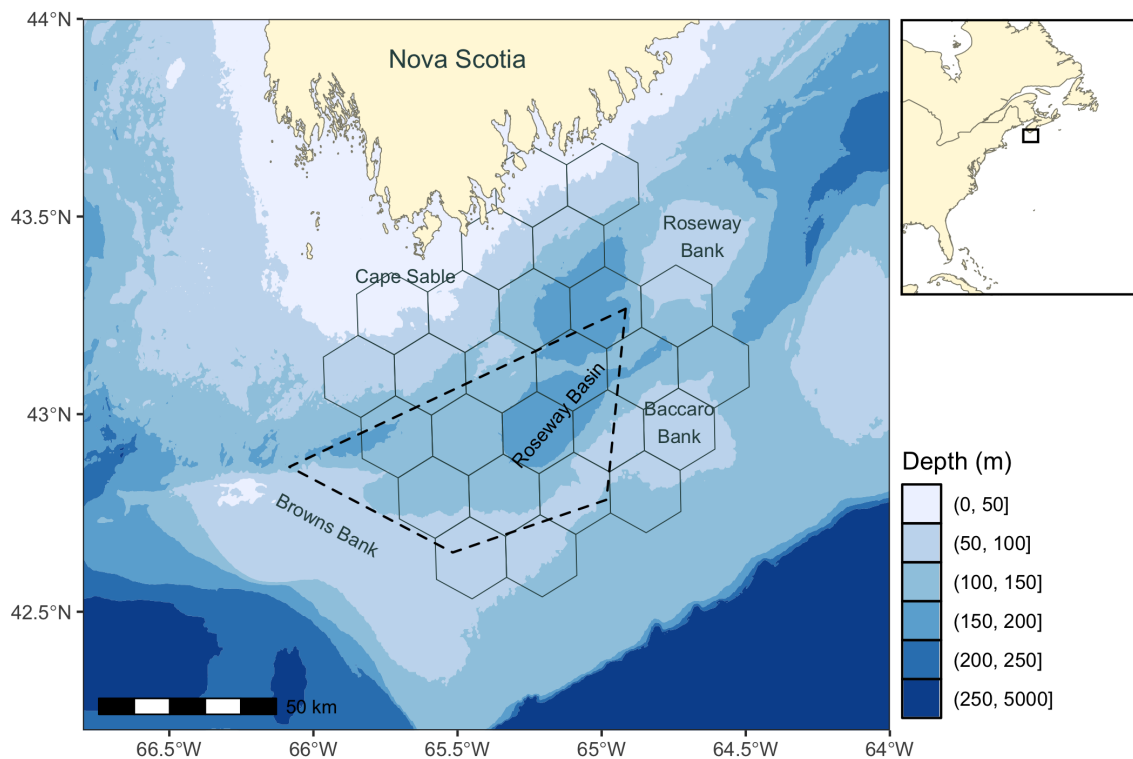 44°N
43.5°N
43°N
42.5°N
Nova Scotia
Roseway
Bank
Cape Sable
Roseway Basin
Baccaro
Bank
Browns Bank
50 km
66.5°W
66°W
65.5°W
65°W
64.5°W
64°W
Depth (m)
(0, 50]
(50, 100]
(100, 150]
(150, 200]
(200, 250]
(250, 5000]